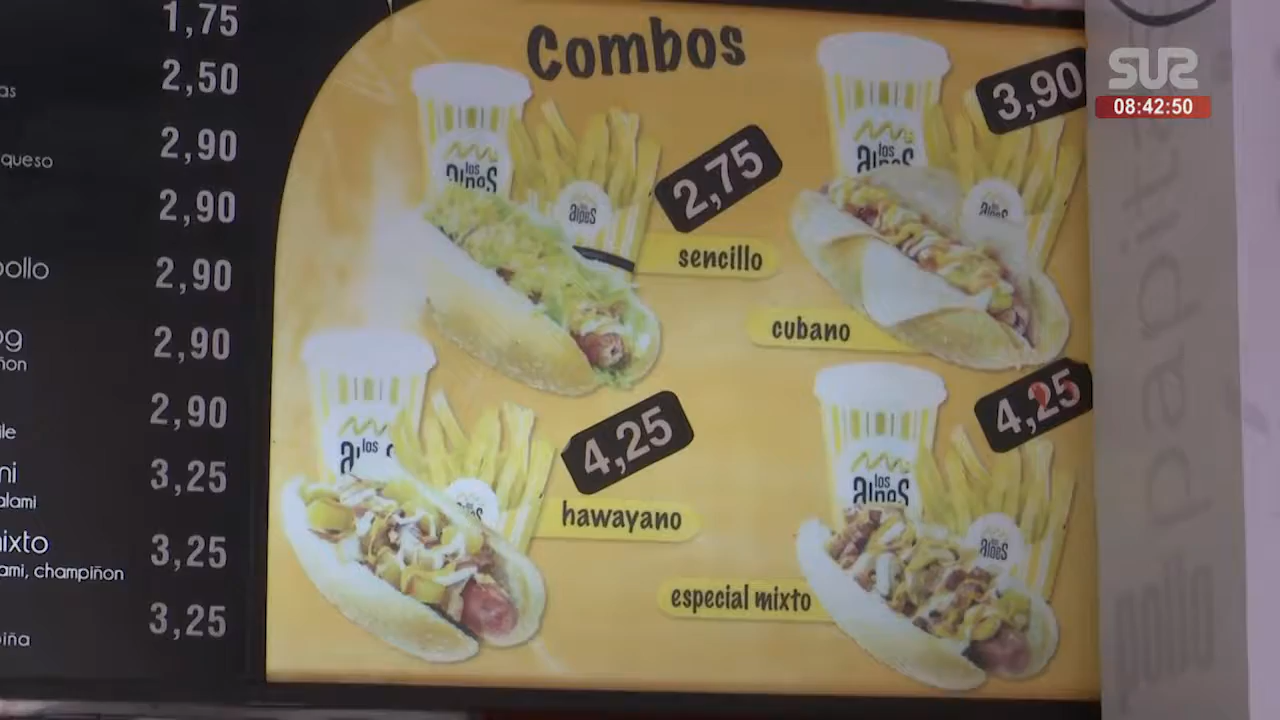 1,75
as 2,50
queso 2,90
2,90
ollo 2,90
og 2,90
ñon
2,90
ile
ni 3,25
alami
ixto 3,25
ami, champiñon
3,25
iña
Combos
los alpes
alpes
2,75
sencillo
los alpes
alpes
3,90
cubano
los
4,25
hawayano
los alpes
alpes
4,25
especial mixto
SUR
08:42:50